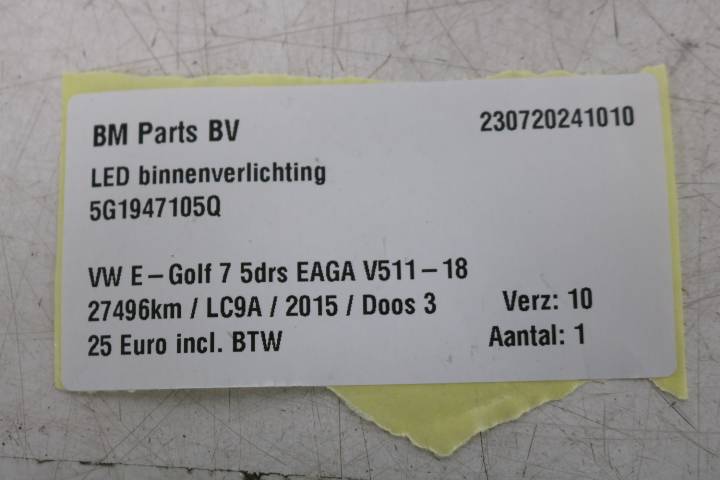 BM Parts BV 230720241010
LED binnenverlichting
5G1947105Q
VW E-Golf 7 5drs EAGA V511-18
27496km / LC9A / 2015 / Doos 3 Verz: 10
25 Euro incl. BTW Aantal: 1